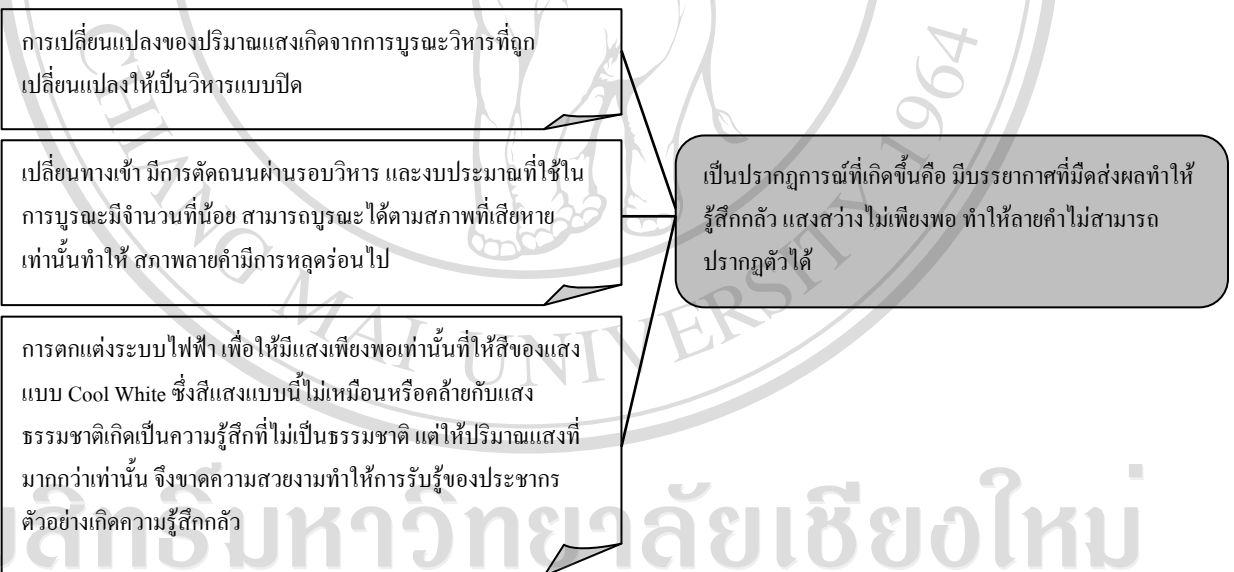 การเปลี่ยนแปลงของปริมาณแสงเกิดจากการบูรณะวิหารที่ถูก
เปลี่ยนแปลงให้เป็นวิหารแบบปิด
เปลี่ยนทางเข้า มีการตัดถนนผ่านรอบวิหาร และงบประมาณที่ใช้ใน
การบูรณะมีจำนวนที่น้อย สามารถบูรณะได้ตามสภาพที่เสียหาย
เท่านั้นทำให้ สภาพลายคำมีการหลุดร่อนไป
การตกแต่งระบบไฟฟ้า เพื่อให้มีแสงเพียงพอเท่านั้นที่ให้สีของแสง
แบบ Cool White ซึ่งสีแสงแบบนี้ไม่เหมือนหรือคล้ายกับแสง
ธรรมชาติเกิดเป็นความรู้สึกที่ไม่เป็นธรรมชาติ แต่ให้ปริมาณแสงที่
มากกว่าเท่านั้น จึงขาดความสวยงามทำให้การรับรู้ของประชากร
ตัวอย่างเกิดความรู้สึกกลัว
เป็นปรากฏการณ์ที่เกิดขึ้นคือ มีบรรยากาศที่มืดส่งผลทำให้
รู้สึกกลัว แสงสว่างไม่เพียงพอ ทำให้ลายคำไม่สามารถ
ปรากฏตัวได้
CHIANG MAI UNIVERSITY 1964
มหาวิทยาลัยเชียงใหม่